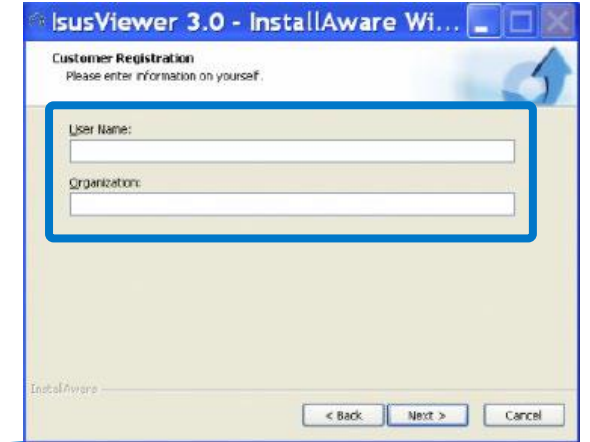 IsusViewer 3.0 - InstallAware Wi...
Customer Registration
Please enter information on yourself.
User Name:
Organization:
InstallAware
< Back
Next >
Cancel